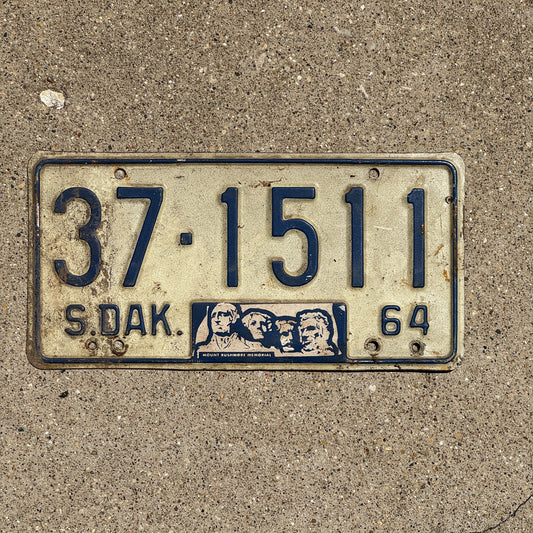 37·1511
S.DAK. 64
MOUNT RUSHMORE MEMORIAL